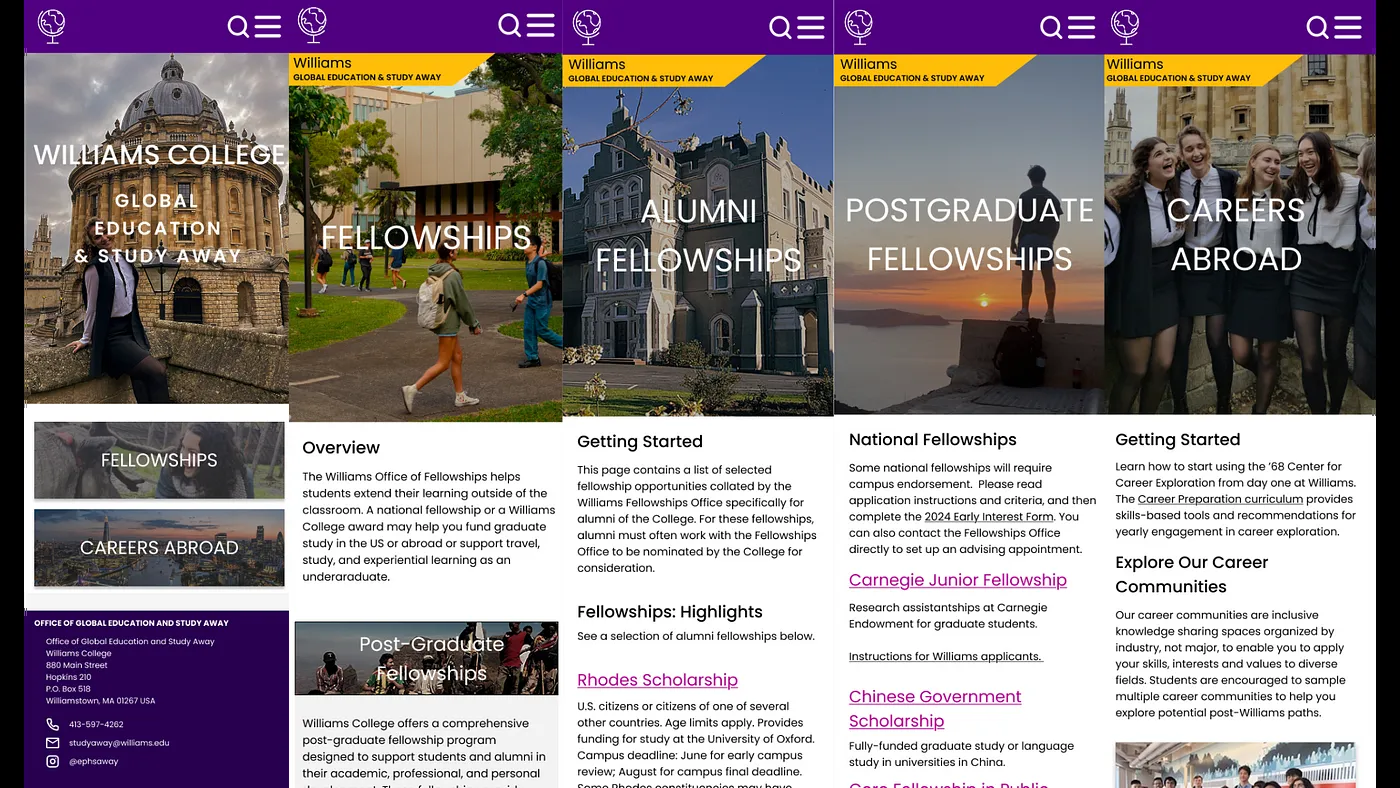 WILLIAMS COLLEGE
GLOBAL
EDUCATION
& STUDY AWAY
FELLOWSHIPS
CAREERS ABROAD
OFFICE OF GLOBAL EDUCATION AND STUDY AWAY
Office of Global Education and Study Away
Williams College
880 Main Street
Hopkins 210
P.O. Box 518
Williamstown, MA 01267 USA
413-597-4262
studyaway@williams.edu
@ephsaway
Williams
GLOBAL EDUCATION & STUDY AWAY
FELLOWSHIPS
Overview
The Williams Office of Fellowships helps
students extend their learning outside of the
classroom. A national fellowship or a Williams
College award may help you fund graduate
study in the US or abroad or support travel,
study, and experiential learning as an
underaraduate.
Post-Graduate
Fellowships
Williams College offers a comprehensive
post-graduate fellowship program
designed to support students and alumni in
their academic, professional, and personal
Williams
GLOBAL EDUCATION & STUDY AWAY
ALUMNI
FELLOWSHIPS
Getting Started
This page contains a list of selected
fellowship opportunities collated by the
Williams Fellowships Office specifically for
alumni of the College. For these fellowships,
alumni must often work with the Fellowships
Office to be nominated by the College for
consideration.
Fellowships: Highlights
See a selection of alumni fellowships below.
Rhodes Scholarship
U.S. citizens or citizens of one of several
other countries. Age limits apply. Provides
funding for study at the University of Oxford.
Campus deadline: June for early campus
review; August for campus final deadline.
Some Rhodes constituencies may have
Williams
GLOBAL EDUCATION & STUDY AWAY
POSTGRADUATE
FELLOWSHIPS
National Fellowships
Some national fellowships will require
campus endorsement. Please read
application instructions and criteria, and then
complete the 2024 Early Interest Form. You
can also contact the Fellowships Office
directly to set up an advising appointment.
Carnegie Junior Fellowship
Research assistantships at Carnegie
Endowment for graduate students.
Instructions for Williams applicants.
Chinese Government
Scholarship
Fully-funded graduate study or language
study in universities in China.
Fellowship in Public
Williams
GLOBAL EDUCATION & STUDY AWAY
CAREERS
ABROAD
Getting Started
Learn how to start using the ’68 Center for
Career Exploration from day one at Williams.
The Career Preparation curriculum provides
skills-based tools and recommendations for
yearly engagement in career exploration.
Explore Our Career
Communities
Our career communities are inclusive
knowledge sharing spaces organized by
industry, not major, to enable you to apply
your skills, interests and values to diverse
fields. Students are encouraged to sample
multiple career communities to help you
explore potential post-Williams paths.